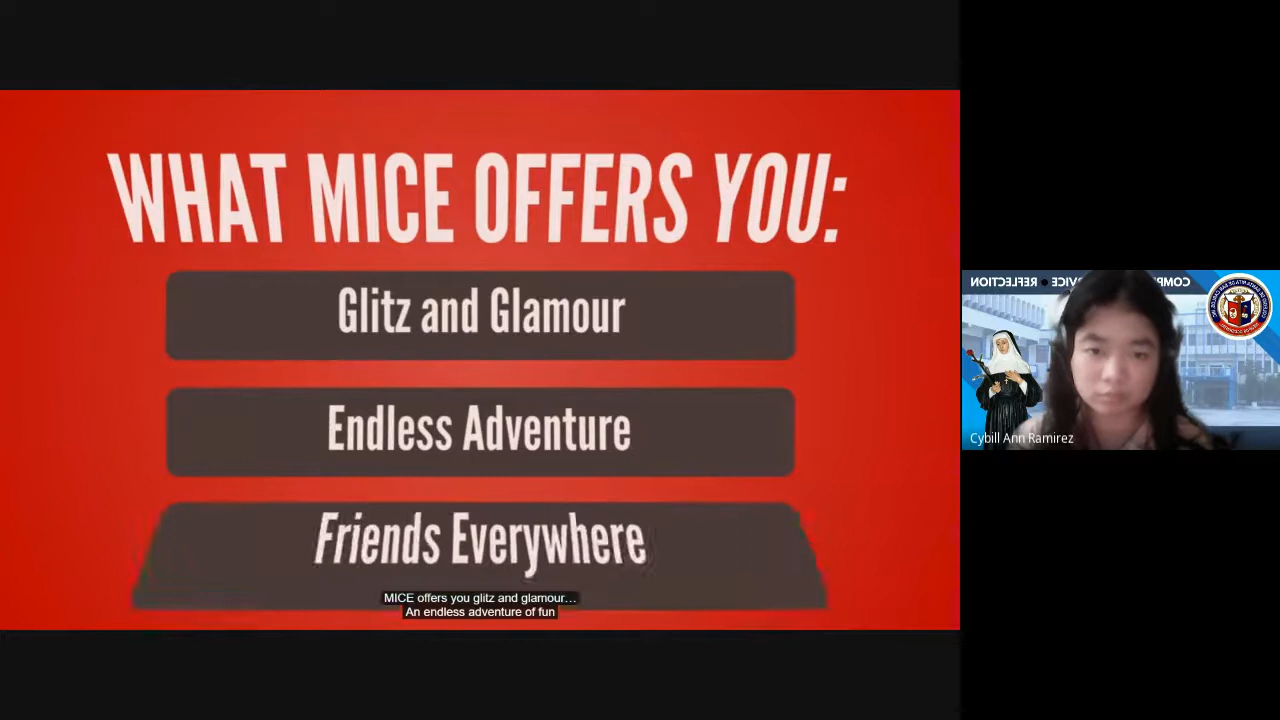 WHAT MICE OFFERS YOU:
Glitz and Glamour
Endless Adventure
Friends Everywhere
MICE offers you glitz and glamour...
An endless adventure of fun
REFLECTION
Cybill Ann Ramirez